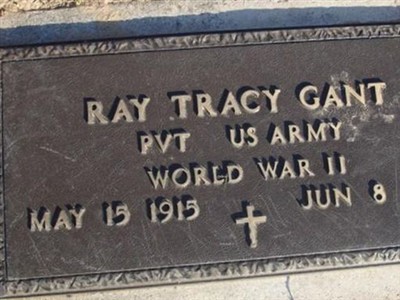 RAY TRACY GANT
PVT US ARMY
WORLD WAR II
MAY 15 1915 JUN 8